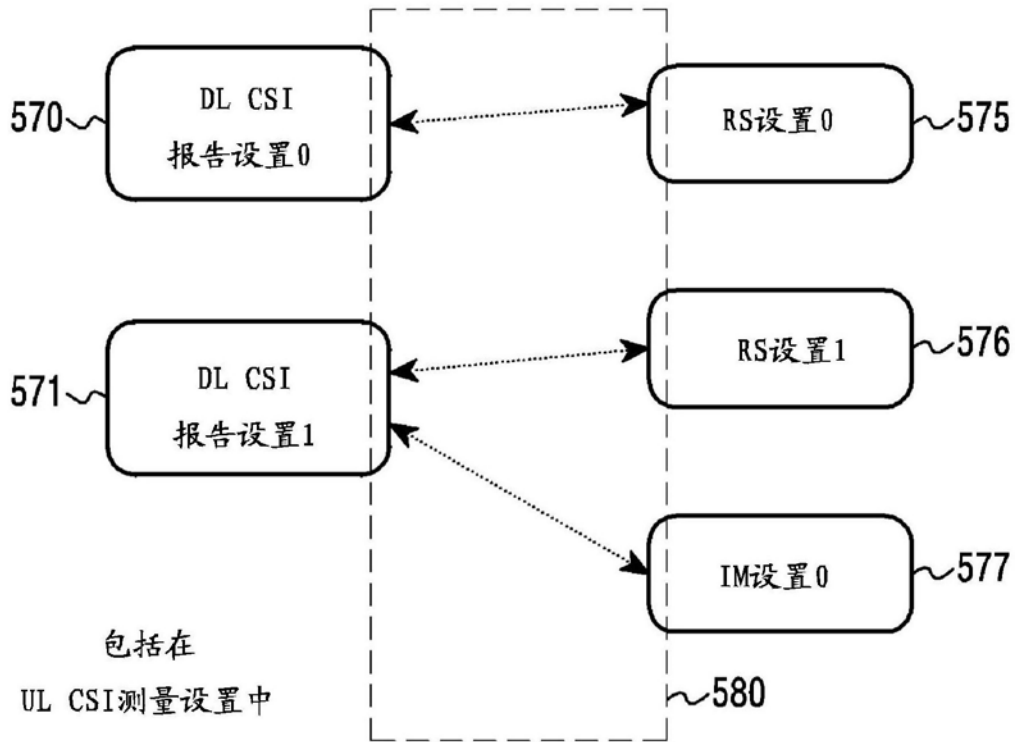 570
DL CSI
报告设置0
RS设置0
575
571
DL CSI
报告设置1
RS设置1
576
IM设置0
577
包括在
UL CSI测量设置中
580